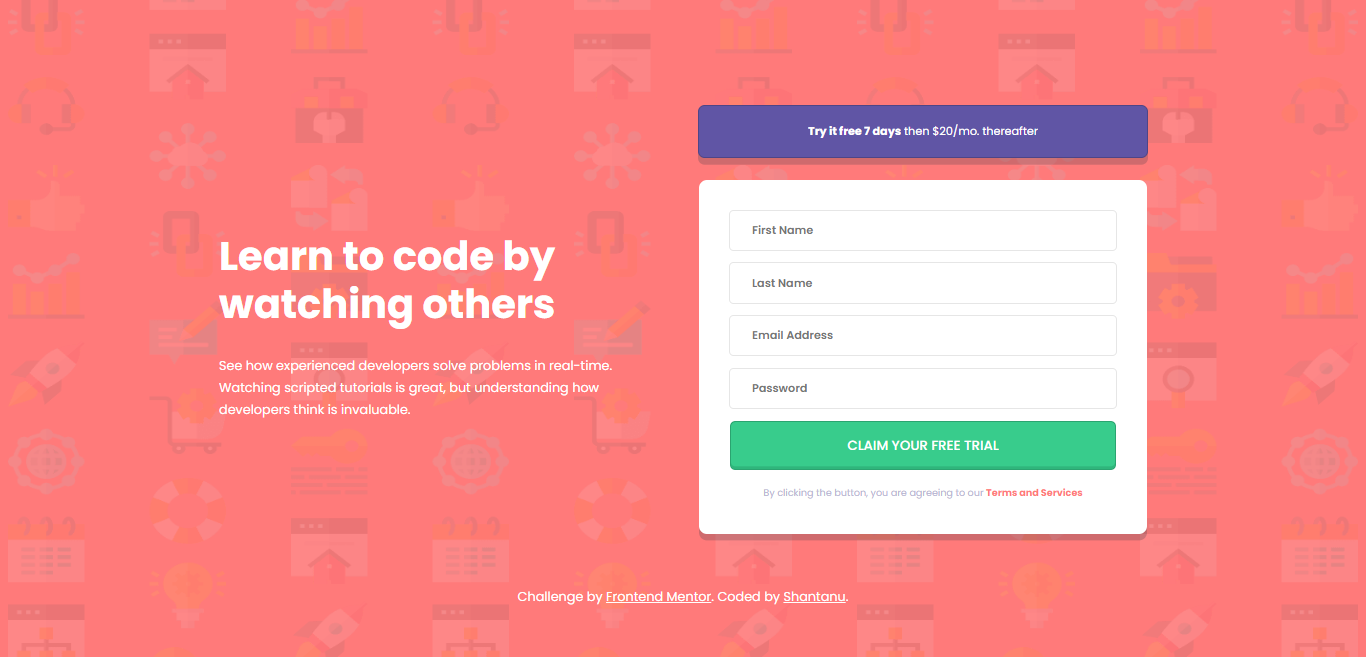 Learn to code by
watching others
See how experienced developers solve problems in real-time.
Watching scripted tutorials is great, but understanding how
developers think is invaluable.
Try it free 7 days then $20/mo. thereafter
First Name
Last Name
Email Address
Password
CLAIM YOUR FREE TRIAL
By clicking the button, you are agreeing to our Terms and Services
Challenge by Frontend Mentor. Coded by Shantanu.